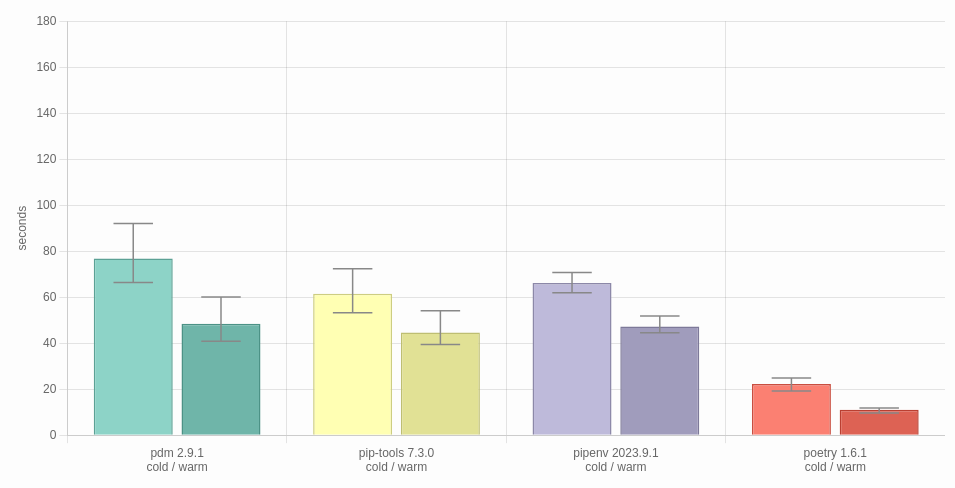 180
160
140
120
100
80
60
40
20
0
seconds
pdm 2.9.1
cold / warm
pip-tools 7.3.0
cold / warm
pipenv 2023.9.1
cold / warm
poetry 1.6.1
cold / warm